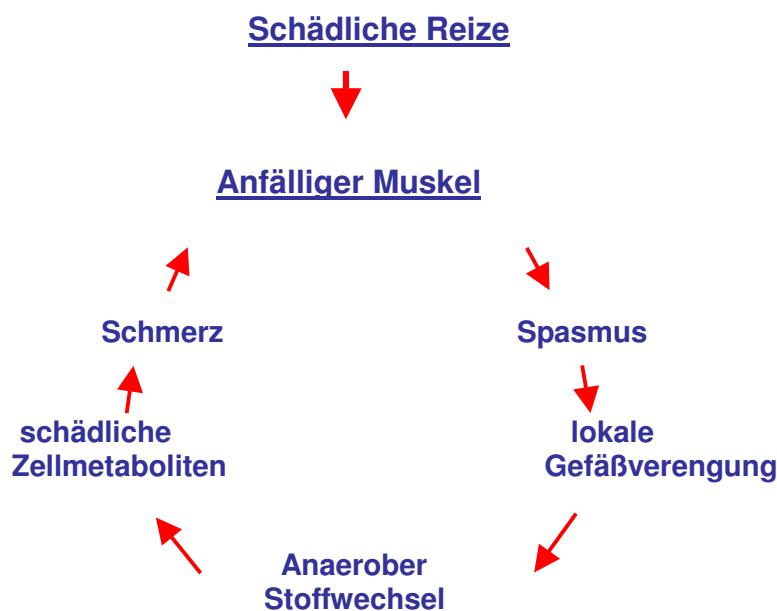 Schädliche Reize
Anfälliger Muskel
Schmerz
Spasmus
schädliche
Zellmetaboliten
lokale
Gefäßverengung
Anaerober
Stoffwechsel